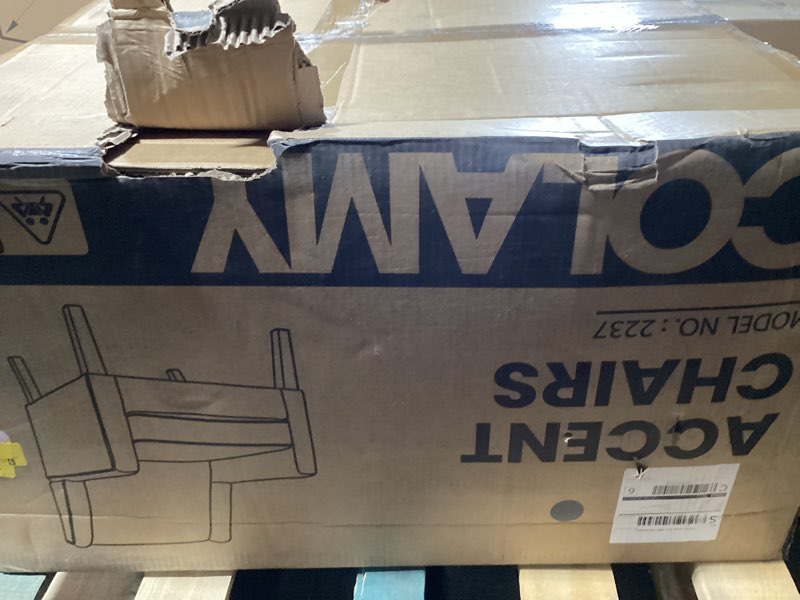 COLAMY
MODEL NO.: 2237
ACCENT
CHAIRS